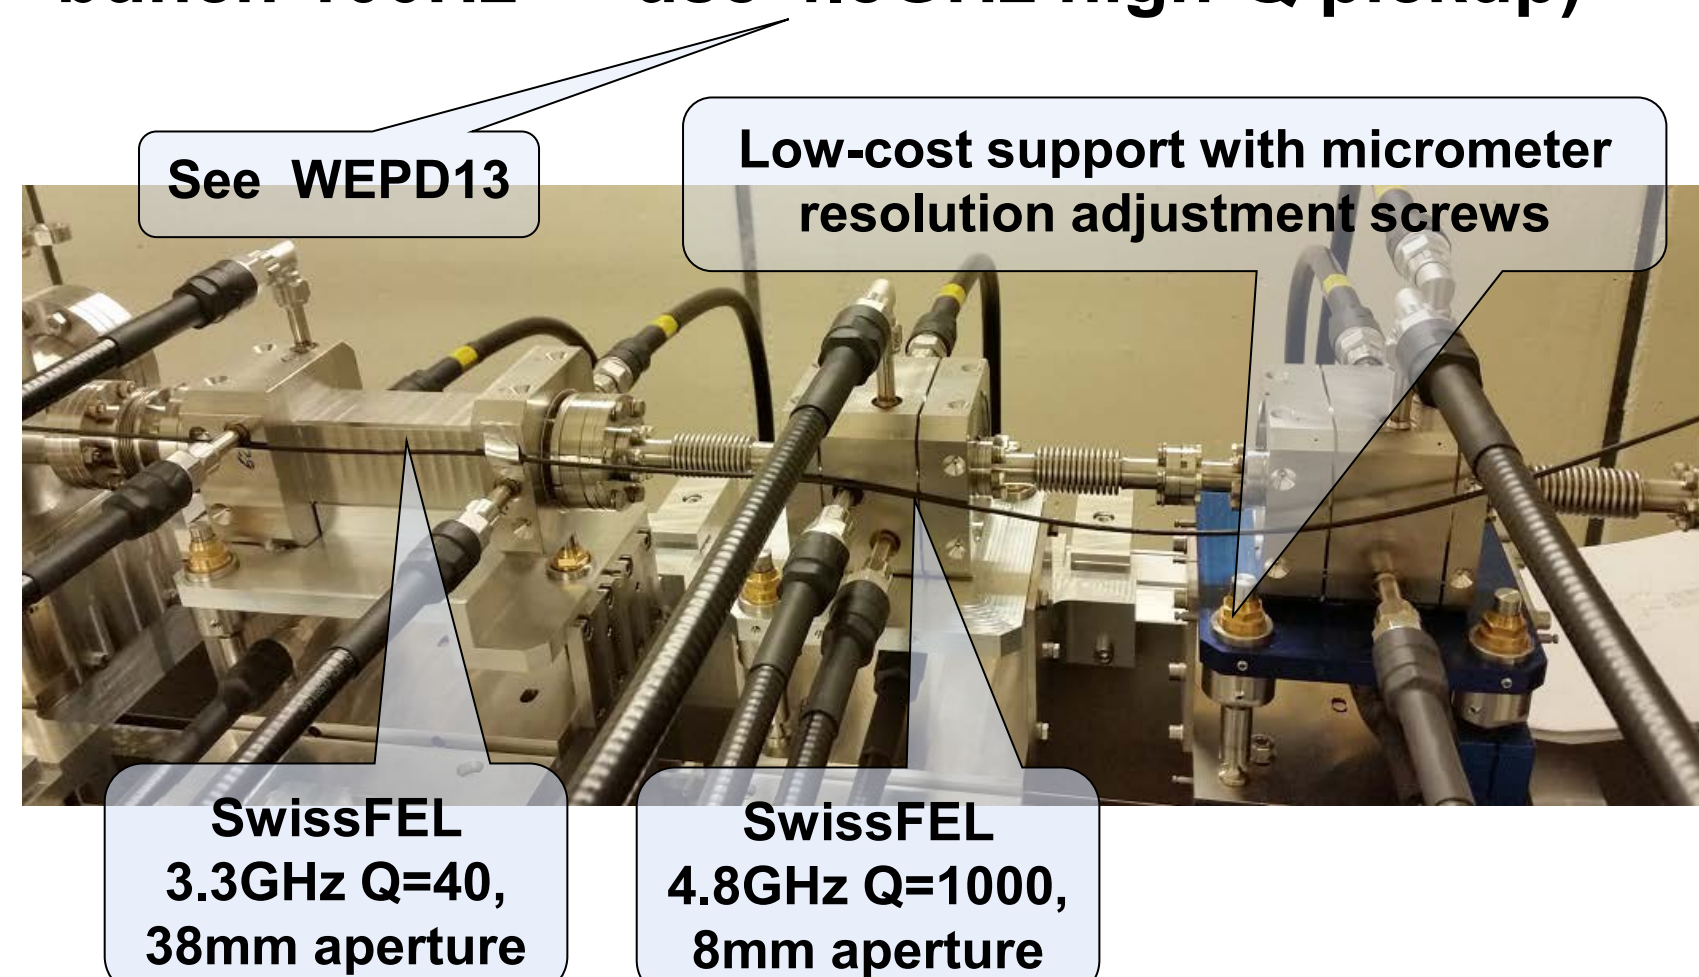 See WEPD13
Low-cost support with micrometer
resolution adjustment screws
SwissFEL
3.3GHz Q=40,
38mm aperture
SwissFEL
4.8GHz Q=1000,
8mm aperture